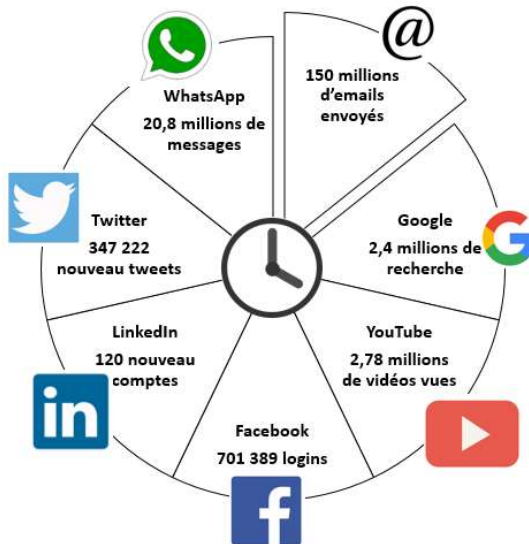 @
150 millions
d'emails
envoyés
Google
2,4 millions de
recherche
YouTube
2,78 millions
de vidéos vues
Facebook
701 389 logins
LinkedIn
120 nouveau
comptes
Twitter
347 222
nouveau tweets
WhatsApp
20,8 millions de
messages
G
f
in